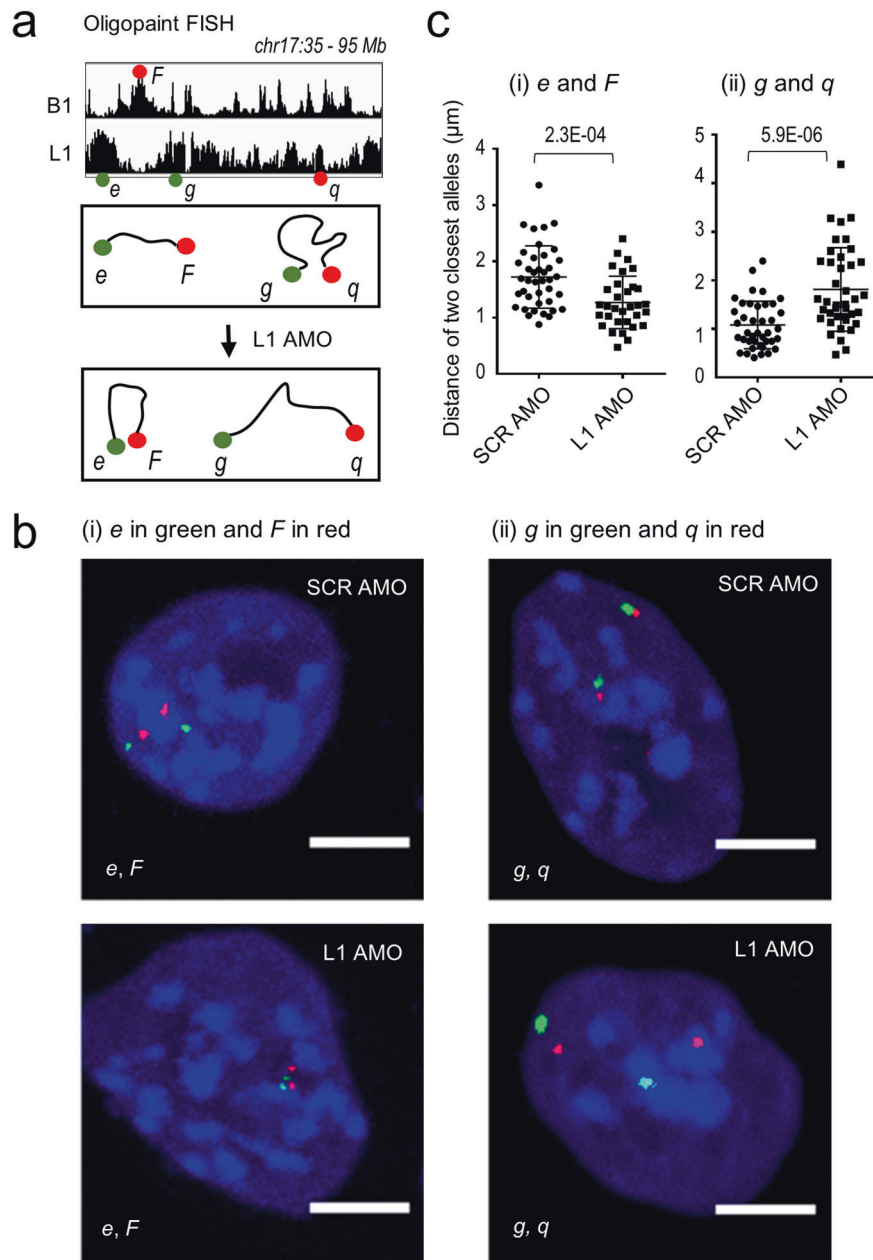 a
Oligopaint FISH
chr17:35 - 95 Mb
F
B1
L1
e
g
q
e
F
g
q
L1 AMO
e
F
g
q
c
(i) e and F
(ii) g and q
Distance of two closest alleles (µm)
4
3
2
1
0
2.3E-04
SCR AMO
L1 AMO
5
4
3
2
1
0
5.9E-06
SCR AMO
L1 AMO
b
(i) e in green and F in red
(ii) g in green and q in red
SCR AMO
e, F
SCR AMO
g, q
L1 AMO
e, F
L1 AMO
g, q